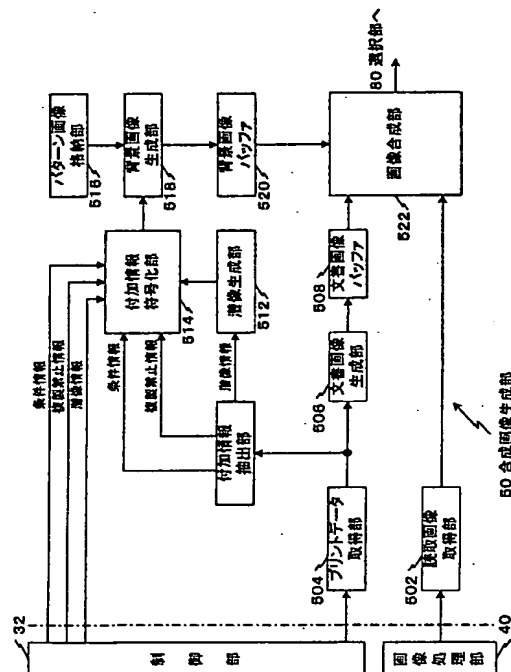 32
制御部
条件情報
複製禁止情報
潜像情報
パターン画像
格納部
516
背景画像
生成部
518
背景画像
バッファ
520
付加情報
符号化部
514
潜像生成部
512
条件情報
複製禁止情報
潜像情報
付加情報
抽出部
文書画像
バッファ
508
文書画像
生成部
506
プリントデータ
取得部
504
画像合成部
522
80 選択部へ
読取画像
取得部
502
画像処理部
40
50 合成画像生成部